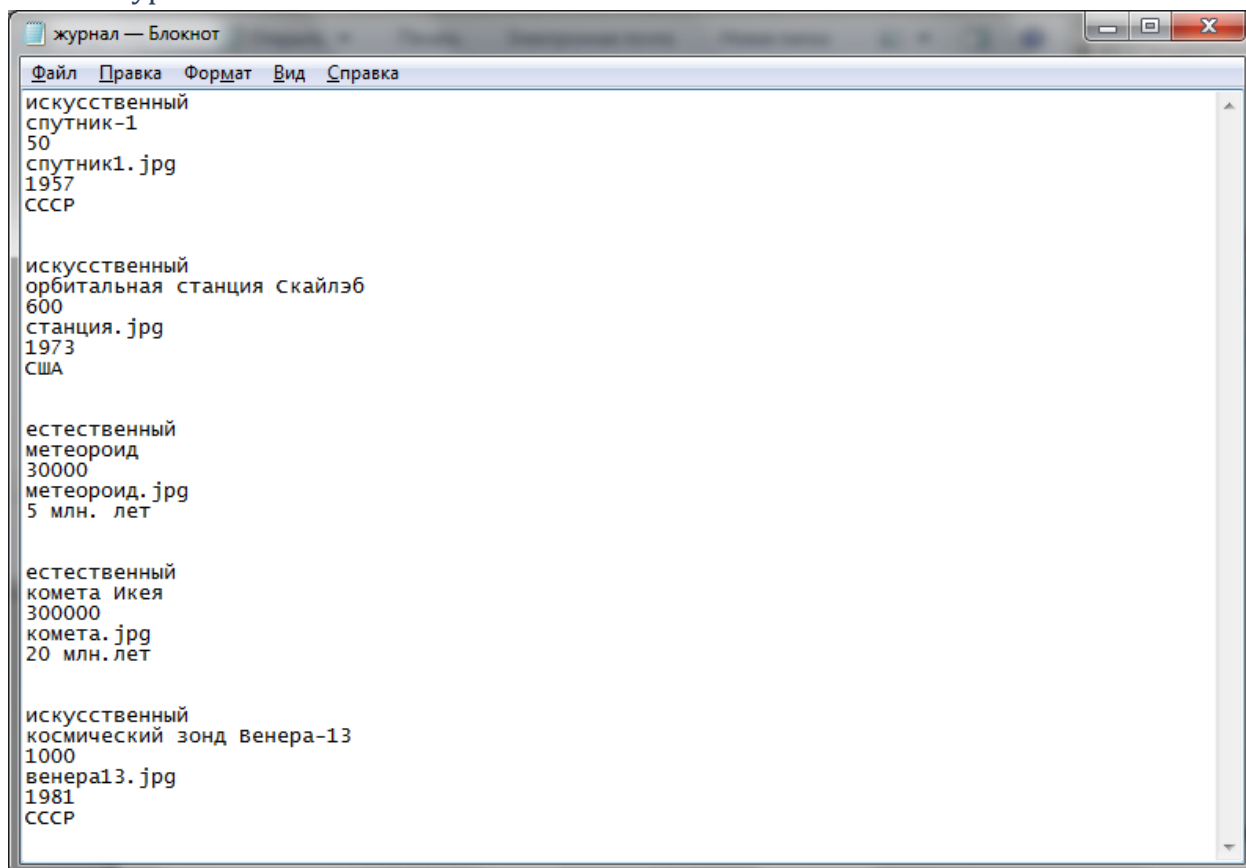 журнал — Блокнот
Файл Правка Формат Вид Справка
искусственный
спутник-1
50
спутник1.jpg
1957
СССР
искусственный
орбитальная станция Скайлэб
600
станция.jpg
1973
США
естественный
метеороид
30000
метеороид.jpg
5 млн. лет
естественный
комета Икея
300000
комета.jpg
20 млн.лет
искусственный
космический зонд Венера-13
1000
венера13.jpg
1981
СССР